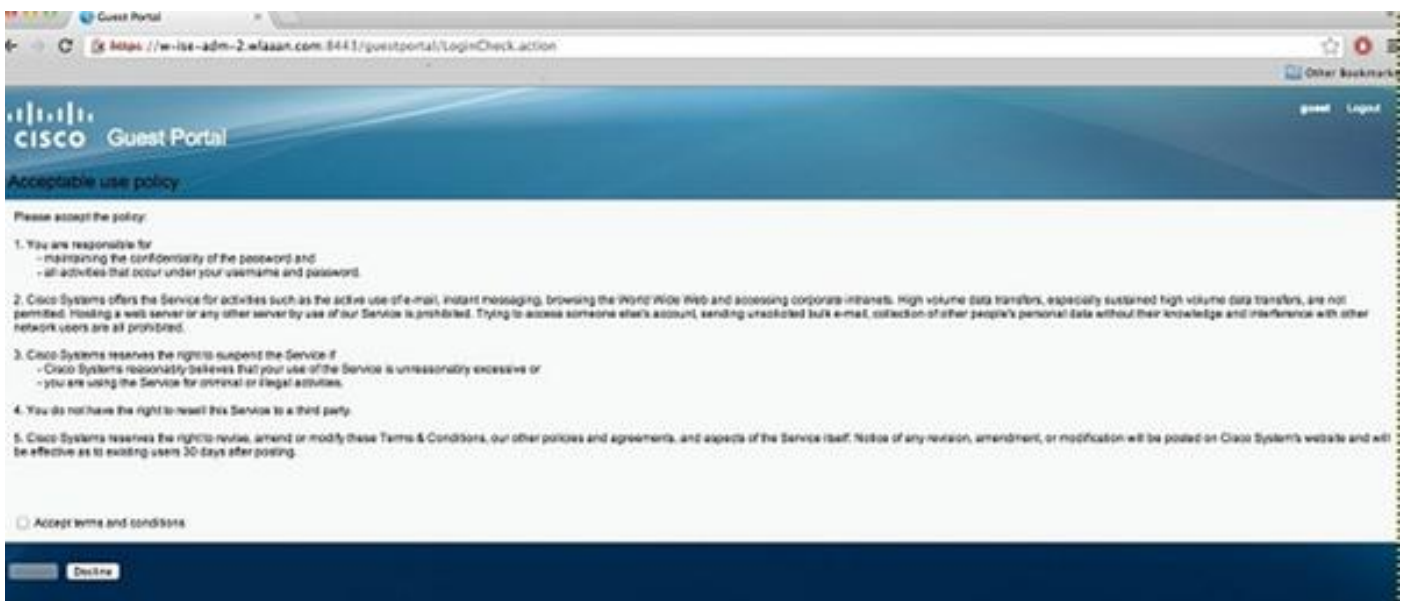 Guest Portal
https://w-ise-adm-2.wlaaan.com:8443/guestportal/LoginCheck.action
Other Bookmarks
guest Logout
CISCO Guest Portal
Acceptable use policy
Please accept the policy:
1. You are responsible for
- maintaining the confidentiality of the password and
- all activities that occur under your username and password.
2. Cisco Systems offers the Service for activities such as the active use of e-mail, instant messaging, browsing the World Wide Web and accessing corporate intranets. High volume data transfers, especially sustained high volume data transfers, are not
permitted. Hosting a web server or any other server by use of our Service is prohibited. Trying to access someone else's account, sending unsolicited bulk e-mail, collection of other people's personal data without their knowledge and interference with other
network users are all prohibited.
3. Cisco Systems reserves the right to suspend the Service if
- Cisco Systems reasonably believes that your use of the Service is unreasonably excessive or
- you are using the Service for criminal or illegal activities.
4. You do not have the right to resell this Service to a third party.
5. Cisco Systems reserves the right to revise, amend or modify these Terms & Conditions, our other policies and agreements, and aspects of the Service itself. Notice of any revision, amendment, or modification will be posted on Cisco System's website and will
be effective as to existing users 30 days after posting.
Accept terms and conditions
Decline